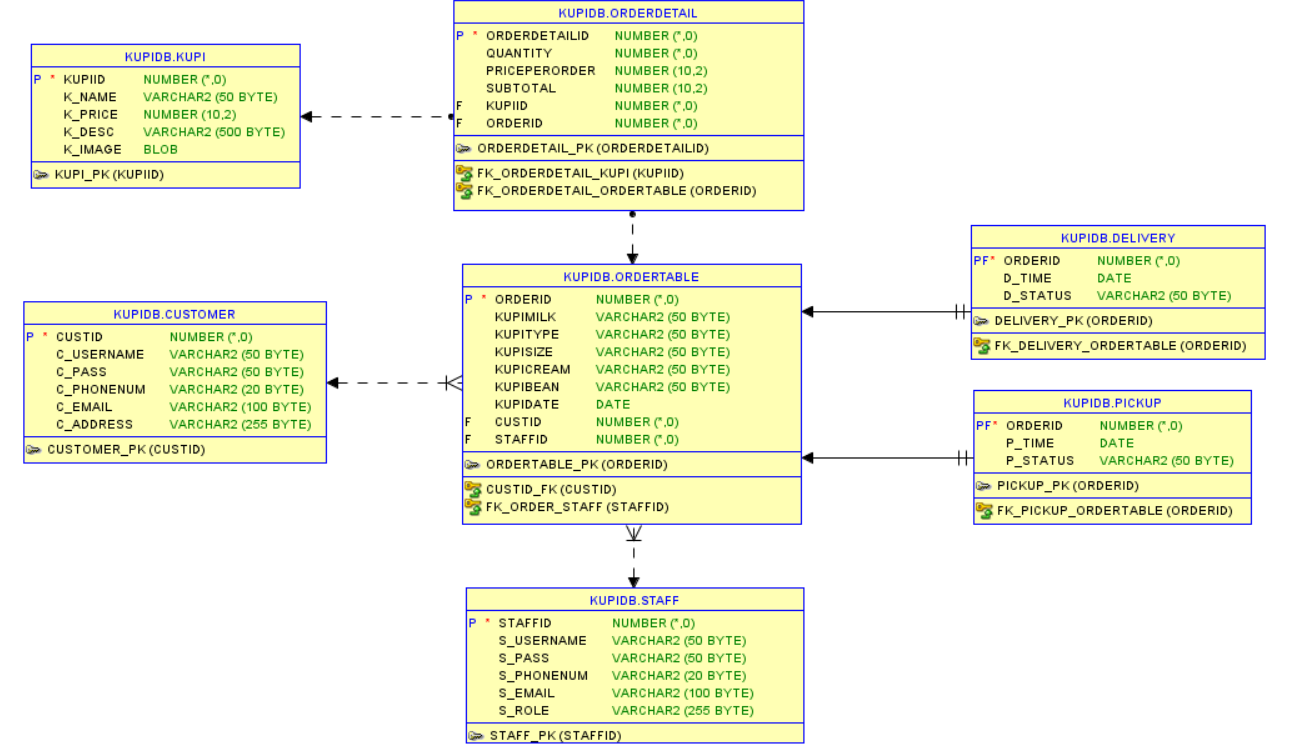 KUPIDB.ORDERDETAIL
P * ORDERDETAILID NUMBER (*,0)
QUANTITY NUMBER (*,0)
PRICEPERORDER NUMBER (10,2)
SUBTOTAL NUMBER (10,2)
F KUPIID NUMBER (*,0)
F ORDERID NUMBER (*,0)
ORDERDETAIL_PK (ORDERDETAILID)
FK_ORDERDETAIL_KUPI (KUPIID)
FK_ORDERDETAIL_ORDERTABLE (ORDERID)
KUPIDB.KUPI
P * KUPIID NUMBER (*,0)
K_NAME VARCHAR2 (50 BYTE)
K_PRICE NUMBER (10,2)
K_DESC VARCHAR2 (500 BYTE)
K_IMAGE BLOB
KUPI_PK (KUPIID)
KUPIDB.DELIVERY
PF* ORDERID NUMBER (*,0)
D_TIME DATE
D_STATUS VARCHAR2 (50 BYTE)
DELIVERY_PK (ORDERID)
FK_DELIVERY_ORDERTABLE (ORDERID)
KUPIDB.ORDERTABLE
P * ORDERID NUMBER (*,0)
KUPIMILK VARCHAR2 (50 BYTE)
KUPITYPE VARCHAR2 (50 BYTE)
KUPISIZE VARCHAR2 (50 BYTE)
KUPICREAM VARCHAR2 (50 BYTE)
KUPIBEAN VARCHAR2 (50 BYTE)
KUPIDATE DATE
F CUSTID NUMBER (*,0)
F STAFFID NUMBER (*,0)
ORDERTABLE_PK (ORDERID)
CUSTID_FK (CUSTID)
FK_ORDER_STAFF (STAFFID)
KUPIDB.CUSTOMER
P * CUSTID NUMBER (*,0)
C_USERNAME VARCHAR2 (50 BYTE)
C_PASS VARCHAR2 (50 BYTE)
C_PHONENUM VARCHAR2 (20 BYTE)
C_EMAIL VARCHAR2 (100 BYTE)
C_ADDRESS VARCHAR2 (255 BYTE)
CUSTOMER_PK (CUSTID)
KUPIDB.PICKUP
PF* ORDERID NUMBER (*,0)
P_TIME DATE
P_STATUS VARCHAR2 (50 BYTE)
PICKUP_PK (ORDERID)
FK_PICKUP_ORDERTABLE (ORDERID)
KUPIDB.STAFF
P * STAFFID NUMBER (*,0)
S_USERNAME VARCHAR2 (50 BYTE)
S_PASS VARCHAR2 (50 BYTE)
S_PHONENUM VARCHAR2 (20 BYTE)
S_EMAIL VARCHAR2 (100 BYTE)
S_ROLE VARCHAR2 (255 BYTE)
STAFF_PK (STAFFID)